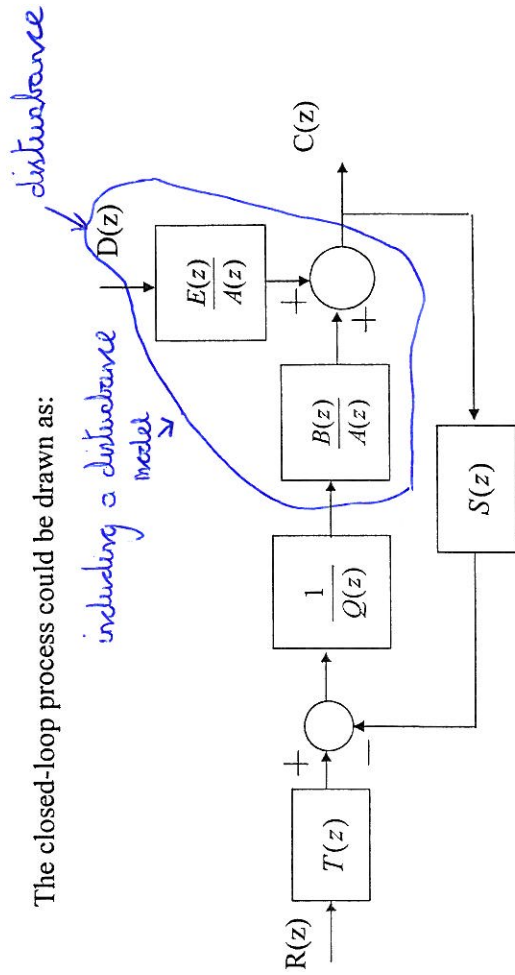 The closed-loop process could be drawn as:
disturbance
including a disturbance
model
D(z)
E(z)
A(z)
R(z)
T(z)
+
−
1
Q(z)
B(z)
A(z)
+
+
C(z)
S(z)